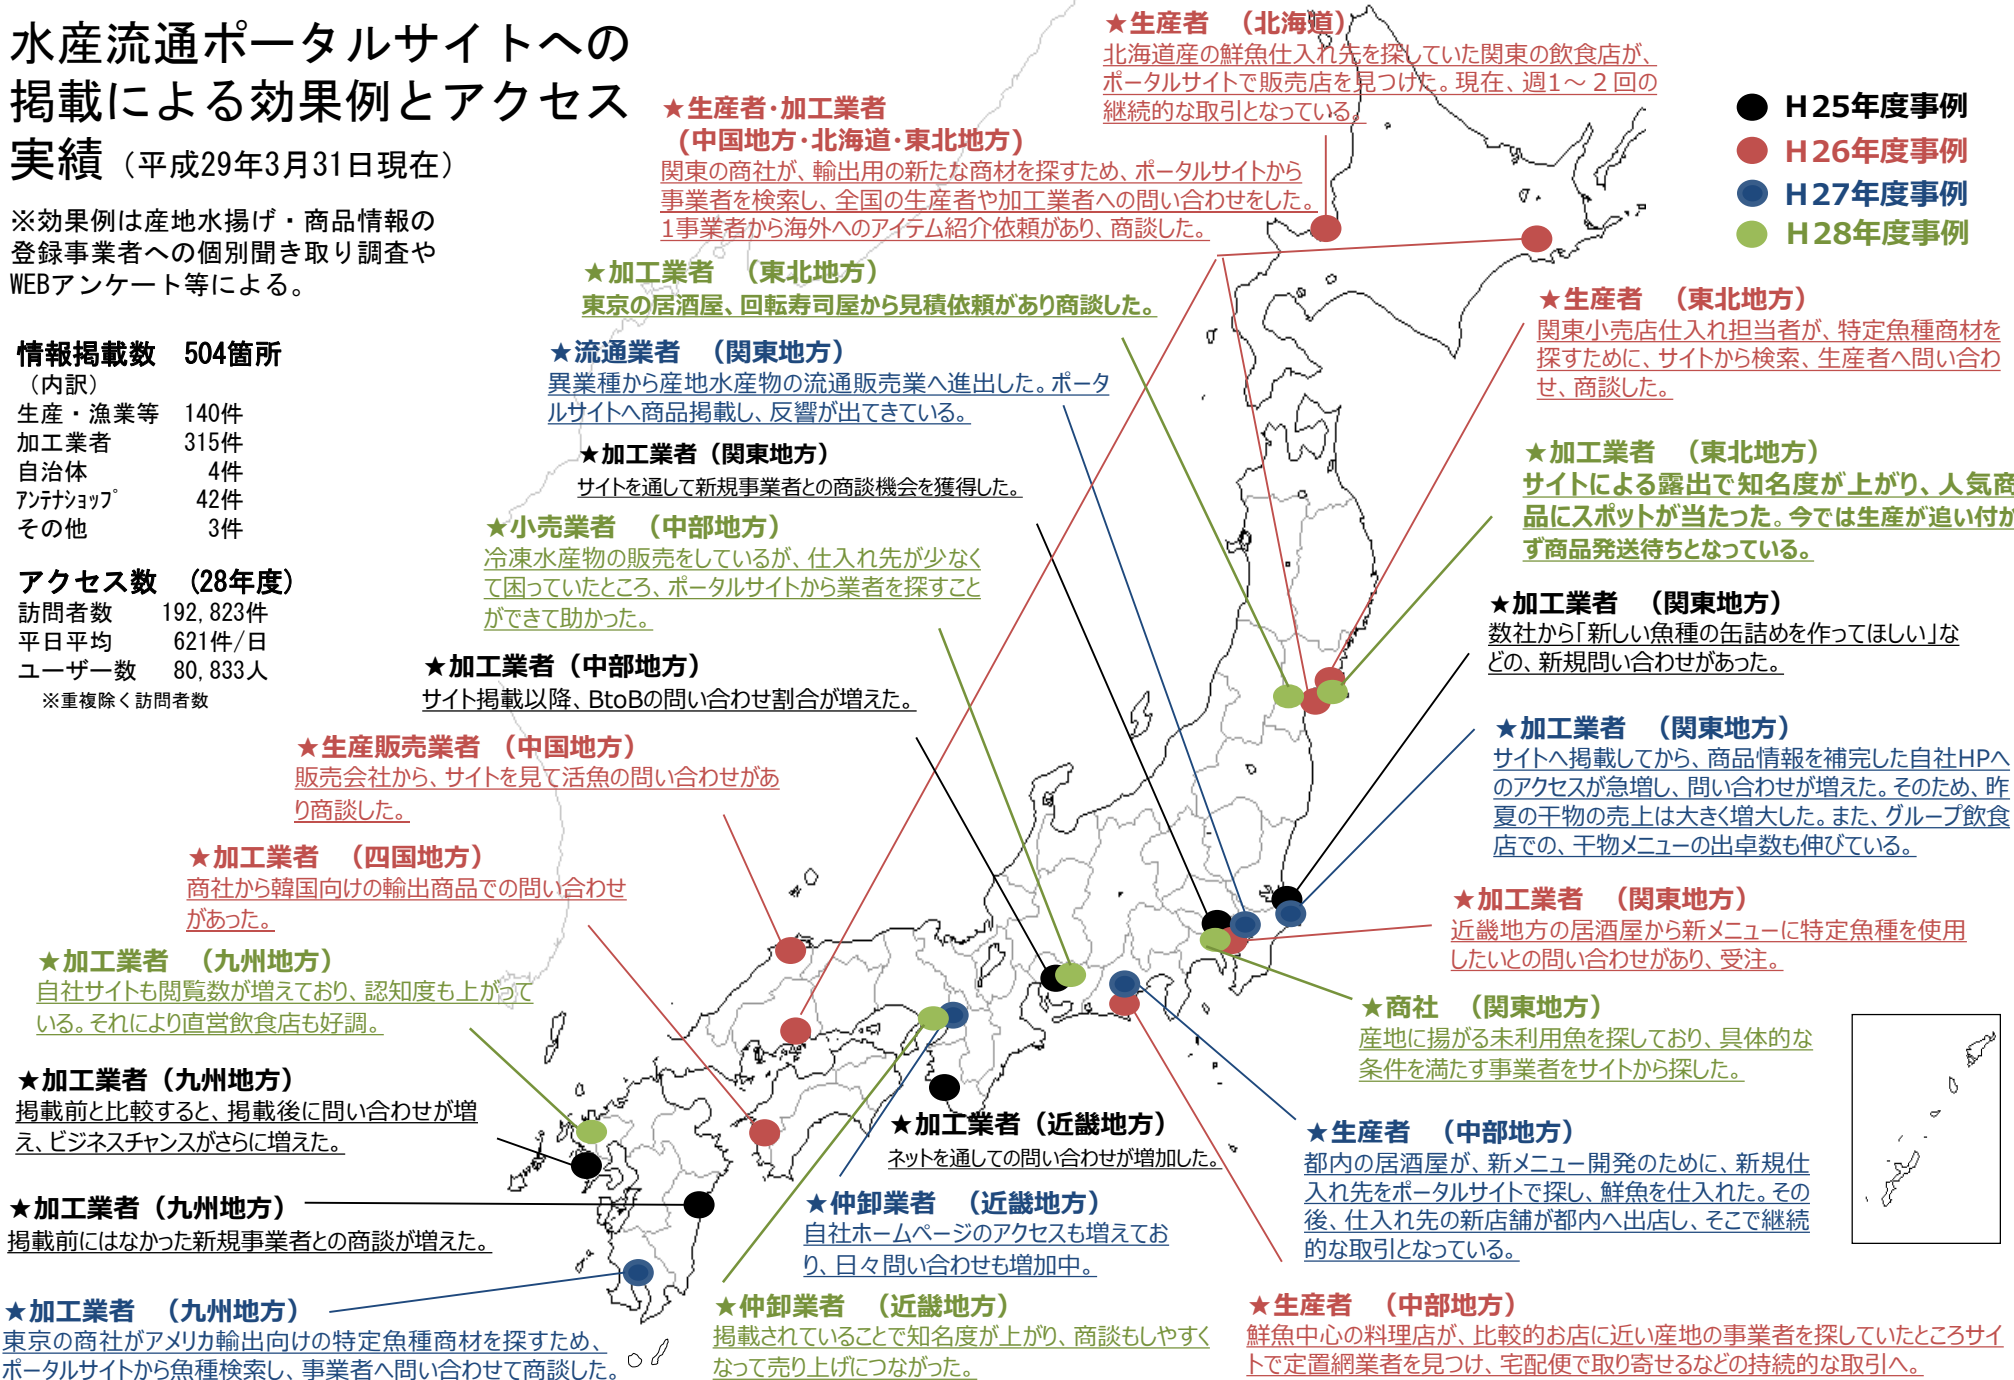 水産流通ポータルサイトへの
掲載による効果例とアクセス
実績（平成29年3月31日現在）
※効果例は産地水揚げ・商品情報の
登録事業者への個別聞き取り調査や
WEBアンケート等による。
情報掲載数　504箇所
（内訳）
生産・漁業等　140件
加工業者　315件
自治体　4件
ｱﾝﾃﾅｼｮｯﾌﾟ　42件
その他　3件
アクセス数　（28年度）
訪問者数　192,823件
平日平均　621件/日
ユーザー数　80,833人
※重複除く訪問者数
★生産者　（北海道）
北海道産の鮮魚仕入れ先を探していた関東の飲食店が、
ポータルサイトで販売店を見つけた。現在、週1～２回の
継続的な取引となっている。
●H25年度事例
●H26年度事例
●H27年度事例
●H28年度事例
★生産者・加工業者
(中国地方・北海道・東北地方)
関東の商社が、輸出用の新たな商材を探すため、ポータルサイトから
事業者を検索し、全国の生産者や加工業者への問い合わせをした。
1事業者から海外へのアイテム紹介依頼があり、商談した。
★加工業者　（東北地方）
東京の居酒屋、回転寿司屋から見積依頼があり商談した。
★生産者　（東北地方）
関東小売店仕入れ担当者が、特定魚種商材を
探すために、サイトから検索、生産者へ問い合わ
せ、商談した。
★流通業者　（関東地方）
異業種から産地水産物の流通販売業へ進出した。ポータ
ルサイトへ商品掲載し、反響が出てきている。
★加工業者（関東地方）
サイトを通して新規事業者との商談機会を獲得した。
★加工業者　（東北地方）
サイトによる露出で知名度が上がり、人気商
品にスポットが当たった。今では生産が追い付か
ず商品発送待ちとなっている。
★小売業者　（中部地方）
冷凍水産物の販売をしているが、仕入れ先が少なく
て困っていたところ、ポータルサイトから業者を探すこと
ができて助かった。
★加工業者　（関東地方）
数社から「新しい魚種の缶詰めを作ってほしい」な
どの、新規問い合わせがあった。
★加工業者（中部地方）
サイト掲載以降、BtoBの問い合わせ割合が増えた。
★加工業者　（関東地方）
サイトへ掲載してから、商品情報を補完した自社HPへ
のアクセスが急増し、問い合わせが増えた。そのため、昨
夏の干物の売上は大きく増大した。また、グループ飲食
店での、干物メニューの出卓数も伸びている。
★生産販売業者　（中国地方）
販売会社から、サイトを見て活魚の問い合わせがあ
り商談した。
★加工業者　（四国地方）
商社から韓国向けの輸出商品での問い合わせ
があった。
★加工業者　（関東地方）
近畿地方の居酒屋から新メニューに特定魚種を使用
したいとの問い合わせがあり、受注。
★加工業者　（九州地方）
自社サイトも閲覧数が増えており、認知度も上がって
いる。それにより直営飲食店も好調。
★商社　（関東地方）
産地に揚がる未利用魚を探しており、具体的な
条件を満たす事業者をサイトから探した。
★加工業者（九州地方）
掲載前と比較すると、掲載後に問い合わせが増
え、ビジネスチャンスがさらに増えた。
★加工業者（近畿地方）
ネットを通しての問い合わせが増加した。
★生産者　（中部地方）
都内の居酒屋が、新メニュー開発のために、新規仕
入れ先をポータルサイトで探し、鮮魚を仕入れた。その
後、仕入れ先の新店舗が都内へ出店し、そこで継続
的な取引となっている。
★加工業者（九州地方）
掲載前にはなかった新規事業者との商談が増えた。
★仲卸業者　（近畿地方）
自社ホームページのアクセスも増えてお
り、日々問い合わせも増加中。
★加工業者　（九州地方）
東京の商社がアメリカ輸出向けの特定魚種商材を探すため、
ポータルサイトから魚種検索し、事業者へ問い合わせて商談した。
★仲卸業者　（近畿地方）
掲載されていることで知名度が上がり、商談もしやすく
なって売り上げにつながった。
★生産者　（中部地方）
鮮魚中心の料理店が、比較的お店に近い産地の事業者を探していたところサイ
トで定置網業者を見つけ、宅配便で取り寄せるなどの持続的な取引へ。